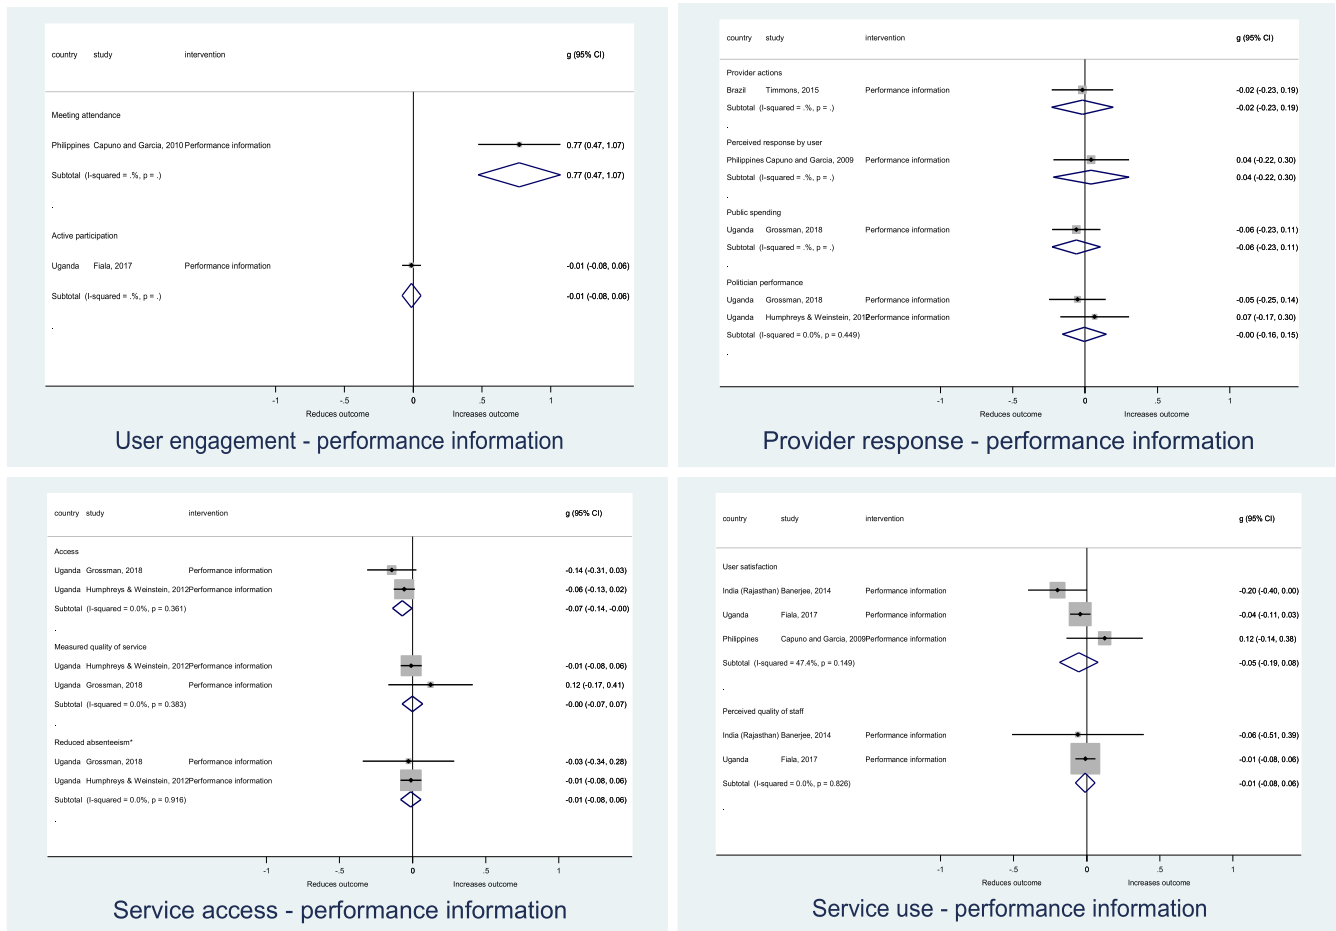 country study intervention g (95% CI)
Meeting attendance
Philippines Capuno and Garcia, 2010 Performance information 0.77 (0.47, 1.07)
Subtotal (I-squared = .%, p = .) 0.77 (0.47, 1.07)
.
Active participation
Uganda Fiala, 2017 Performance information -0.01 (-0.08, 0.06)
Subtotal (I-squared = .%, p = .) -0.01 (-0.08, 0.06)
.
-1 -.5 0 .5 1
Reduces outcome Increases outcome
User engagement - performance information
country study intervention g (95% CI)
Provider actions
Brazil Timmons, 2015 Performance information -0.02 (-0.23, 0.19)
Subtotal (I-squared = .%, p = .) -0.02 (-0.23, 0.19)
.
Perceived response by user
Philippines Capuno and Garcia, 2009 Performance information 0.04 (-0.22, 0.30)
Subtotal (I-squared = .%, p = .) 0.04 (-0.22, 0.30)
.
Public spending
Uganda Grossman, 2018 Performance information -0.06 (-0.23, 0.11)
Subtotal (I-squared = .%, p = .) -0.06 (-0.23, 0.11)
.
Politician performance
Uganda Grossman, 2018 Performance information -0.05 (-0.25, 0.14)
Uganda Humphreys & Weinstein, 2012 Performance information 0.07 (-0.17, 0.30)
Subtotal (I-squared = 0.0%, p = 0.449) -0.00 (-0.16, 0.15)
.
-1 -.5 0 .5 1
Reduces outcome Increases outcome
Provider response - performance information
country study intervention g (95% CI)
Access
Uganda Grossman, 2018 Performance information -0.14 (-0.31, 0.03)
Uganda Humphreys & Weinstein, 2012 Performance information -0.06 (-0.13, 0.02)
Subtotal (I-squared = 0.0%, p = 0.361) -0.07 (-0.14, -0.00)
.
Measured quality of service
Uganda Humphreys & Weinstein, 2012 Performance information -0.01 (-0.08, 0.06)
Uganda Grossman, 2018 Performance information 0.12 (-0.17, 0.41)
Subtotal (I-squared = 0.0%, p = 0.383) -0.00 (-0.07, 0.07)
.
Reduced absenteeism*
Uganda Grossman, 2018 Performance information -0.03 (-0.34, 0.28)
Uganda Humphreys & Weinstein, 2012 Performance information -0.01 (-0.08, 0.06)
Subtotal (I-squared = 0.0%, p = 0.916) -0.01 (-0.08, 0.06)
.
-1 -.5 0 .5 1
Reduces outcome Increases outcome
Service access - performance information
country study intervention g (95% CI)
User satisfaction
India (Rajasthan) Banerjee, 2014 Performance information -0.20 (-0.40, 0.00)
Uganda Fiala, 2017 Performance information -0.04 (-0.11, 0.03)
Philippines Capuno and Garcia, 2009 Performance information 0.12 (-0.14, 0.38)
Subtotal (I-squared = 47.4%, p = 0.149) -0.05 (-0.19, 0.08)
.
Perceived quality of staff
India (Rajasthan) Banerjee, 2014 Performance information -0.06 (-0.51, 0.39)
Uganda Fiala, 2017 Performance information -0.01 (-0.08, 0.06)
Subtotal (I-squared = 0.0%, p = 0.826) -0.01 (-0.08, 0.06)
.
-1 -.5 0 .5 1
Reduces outcome Increases outcome
Service use - performance information